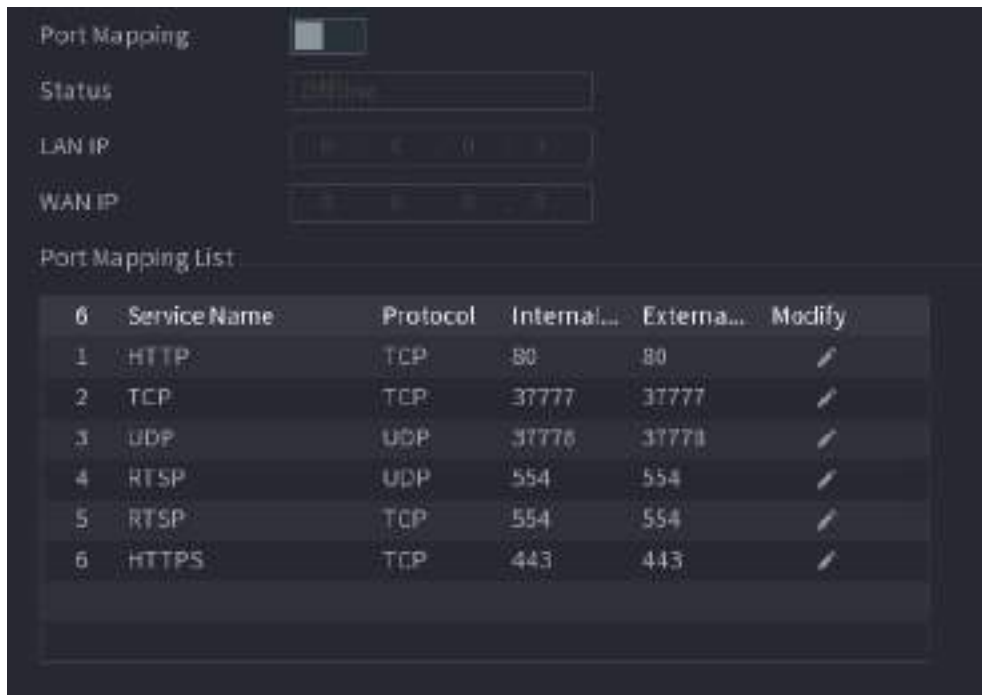 Port Mapping
Status Offline
LAN IP
WAN IP
Port Mapping List
6 Service Name Protocol Internal... Externa... Modify
1 HTTP TCP 80 80
2 TCP TCP 37777 37777
3 UDP UDP 37778 37778
4 RTSP UDP 554 554
5 RTSP TCP 554 554
6 HTTPS TCP 443 443